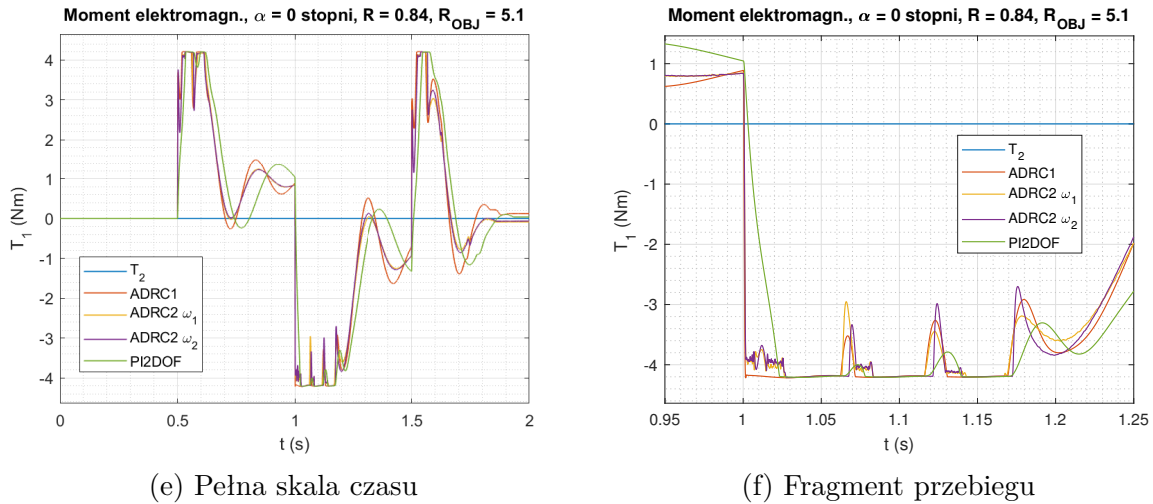 Moment elektromagn., α = 0 stopni, R = 0.84, R_OBJ = 5.1
T_1 (Nm)
4
3
2
1
0
-1
-2
-3
-4
T_2
ADRC1
ADRC2 ω_1
ADRC2 ω_2
PI2DOF
0
0.5
1
1.5
2
t (s)
(e) Pełna skala czasu
Moment elektromagn., α = 0 stopni, R = 0.84, R_OBJ = 5.1
T_1 (Nm)
1
0
-1
-2
-3
-4
T_2
ADRC1
ADRC2 ω_1
ADRC2 ω_2
PI2DOF
0.95
1
1.05
1.1
1.15
1.2
1.25
t (s)
(f) Fragment przebiegu